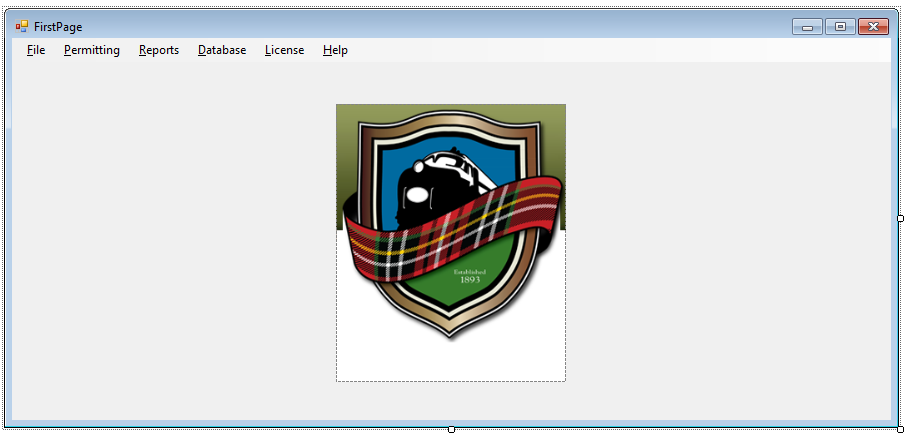 FirstPage
File Permitting Reports Database License Help
Established
1893